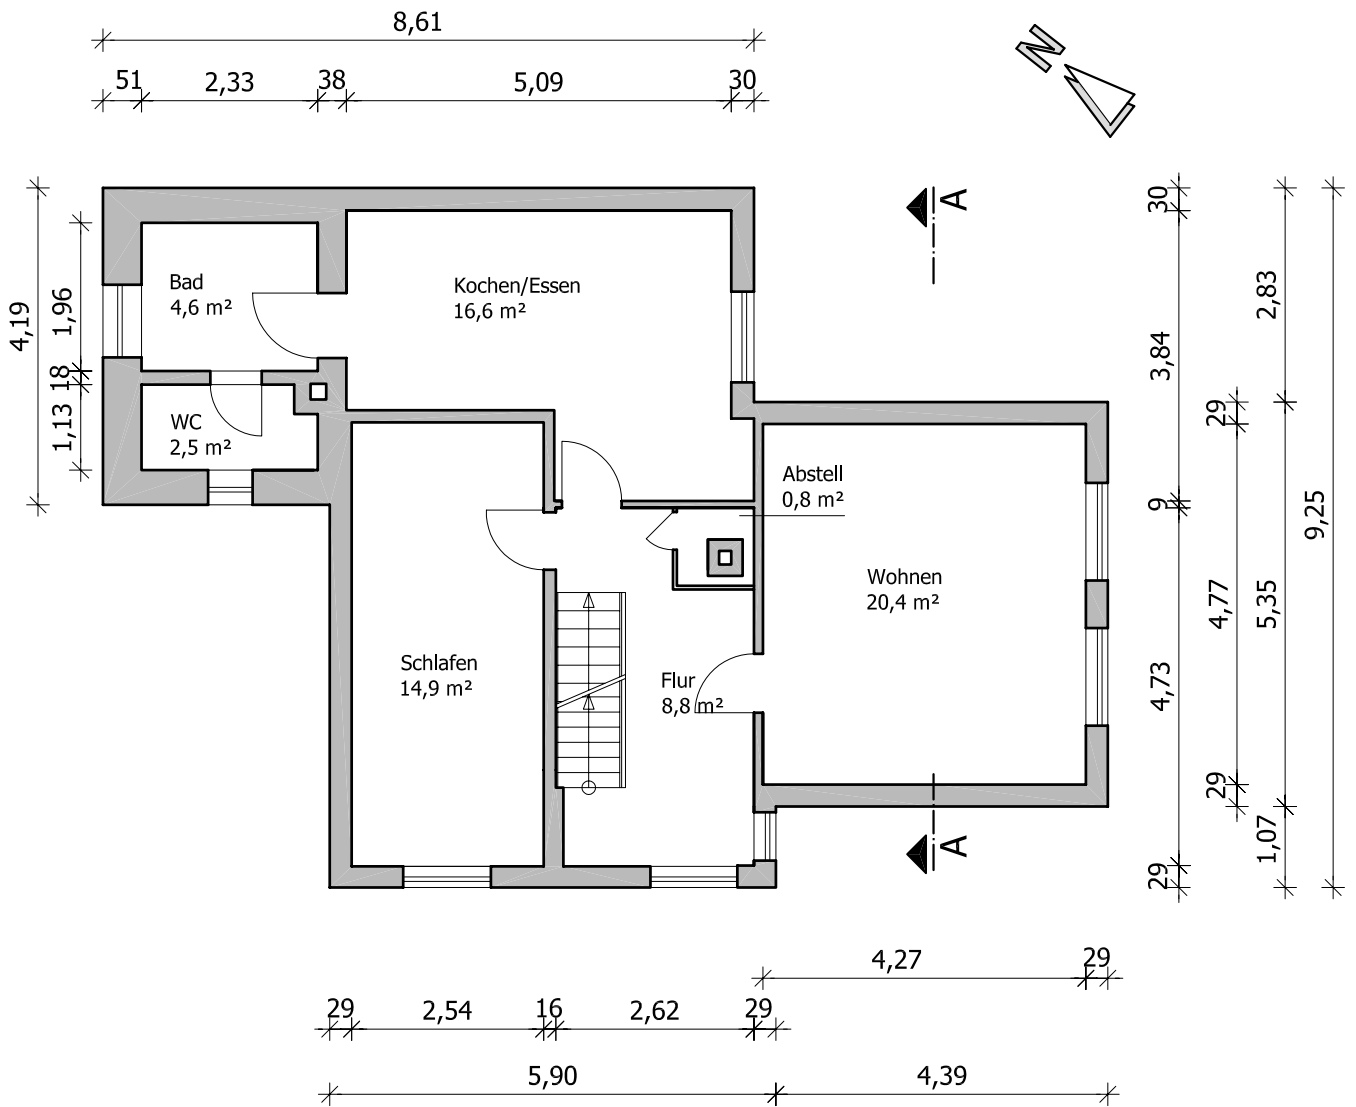 8,61
51 2,33 38 5,09 30
N
A
30
2,83
3,84
29
9
9,25
4,77
5,35
4,73
29
1,07
29
4,19
1,96
18
1,13
Bad
4,6 m²
Kochen/Essen
16,6 m²
WC
2,5 m²
Abstell
0,8 m²
Wohnen
20,4 m²
Schlafen
14,9 m²
Flur
8,8 m²
A
4,27 29
29 2,54 16 2,62 29
5,90 4,39